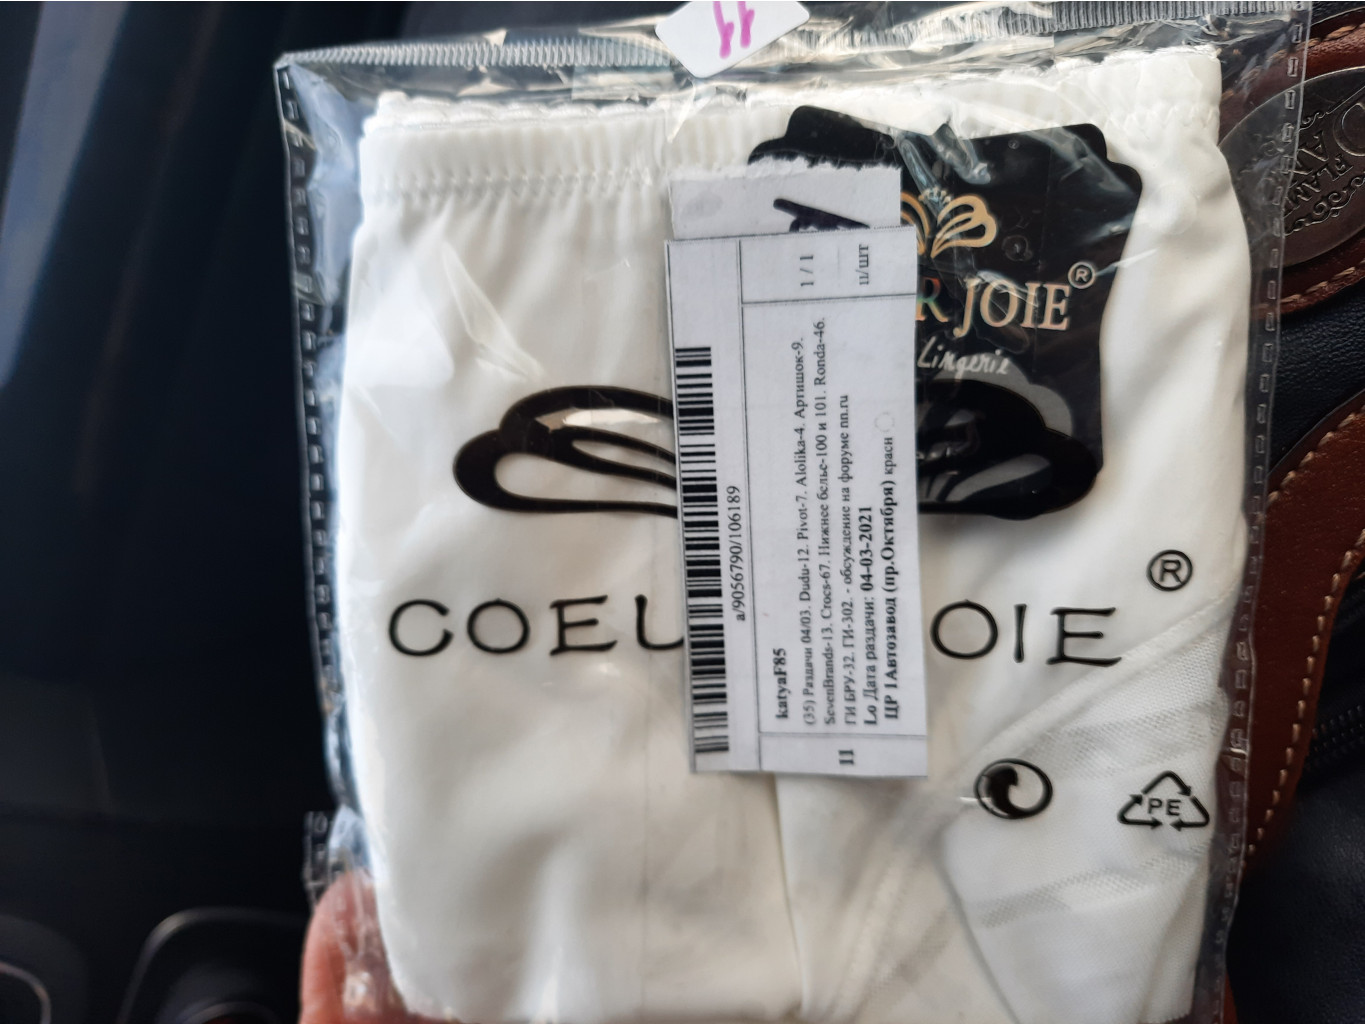 11
R JOIE®
Lingerie
COEU
OIE®
PE
a/9056790/106189
1 / 1
ц/шт
katyaF85
(35) Раздачи 04/03. Dudu-12. Pivot-7. Alolika-4. Артишок-9.
SevenBrands-13. Crocs-67. Нижнее белье-100 и 101. Ronda-46.
ГИ БРУ-32. ГИ-302. - обсуждение на форуме nn.ru
Lo Дата раздачи: 04-03-2021
ЦР 1Автозавод (пр.Октября) красн
11